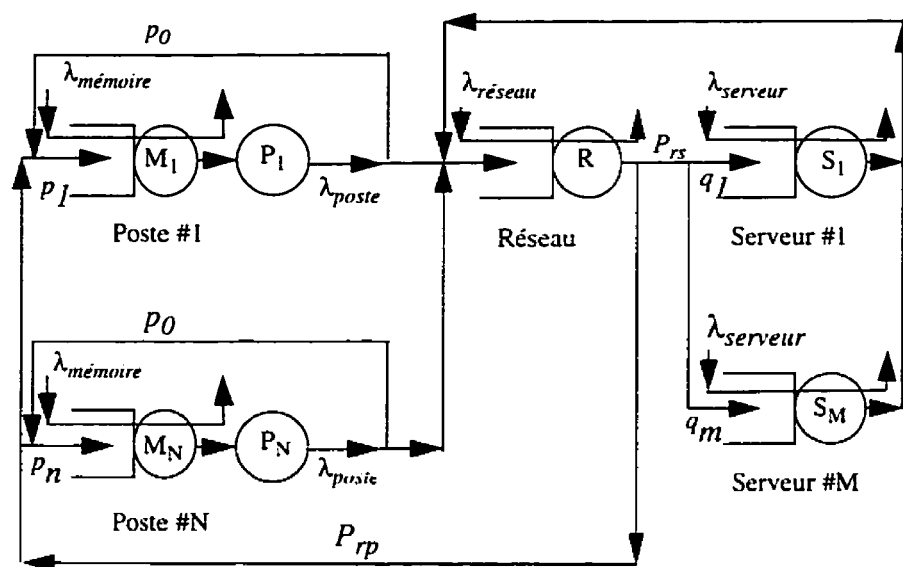 p0
λmémoire
M1
P1
p1
λposte
Poste #1
λréseau
R
Prs
Réseau
λserveur
q1
S1
Serveur #1
p0
λmémoire
MN
PN
pn
λposte
Poste #N
λserveur
qm
SM
Serveur #M
Prp